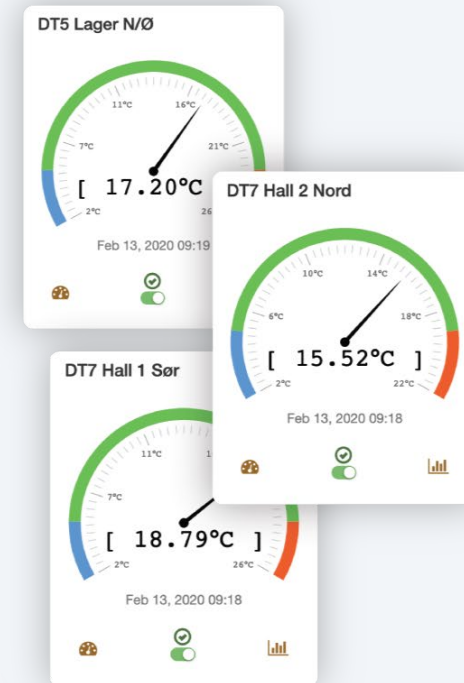 DT5 Lager N/Ø
11°C
16°C
7°C
21°C
[ 17.20°C
2°C
26
Feb 13, 2020 09:19
DT7 Hall 2 Nord
10°C
14°C
6°C
18°C
[ 15.52°C ]
2°C
22°C
Feb 13, 2020 09:18
DT7 Hall 1 Sør
11°C
7°C
[ 18.79°C ]
2°C
26°C
Feb 13, 2020 09:18